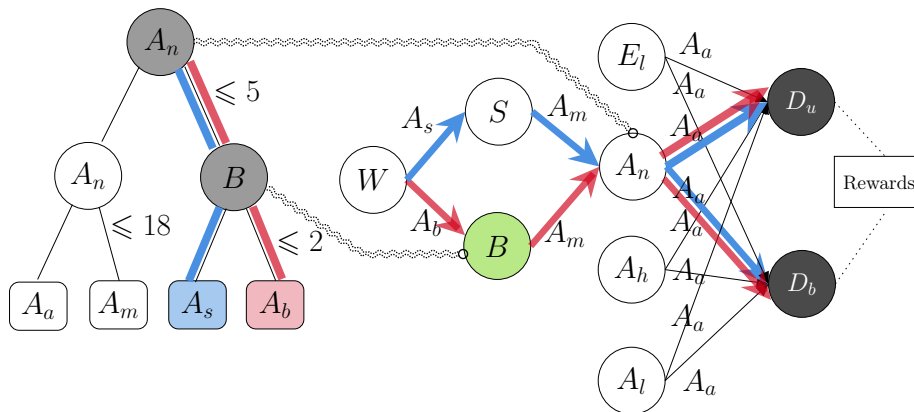 A_n
⩽ 5
A_n
B
⩽ 18
⩽ 2
A_a
A_m
A_s
A_b
W
A_s
S
A_m
A_b
B
A_m
E_l
A_n
A_h
A_l
A_a
A_a
A_a
A_a
A_a
A_a
A_a
A_a
D_u
D_b
Rewards